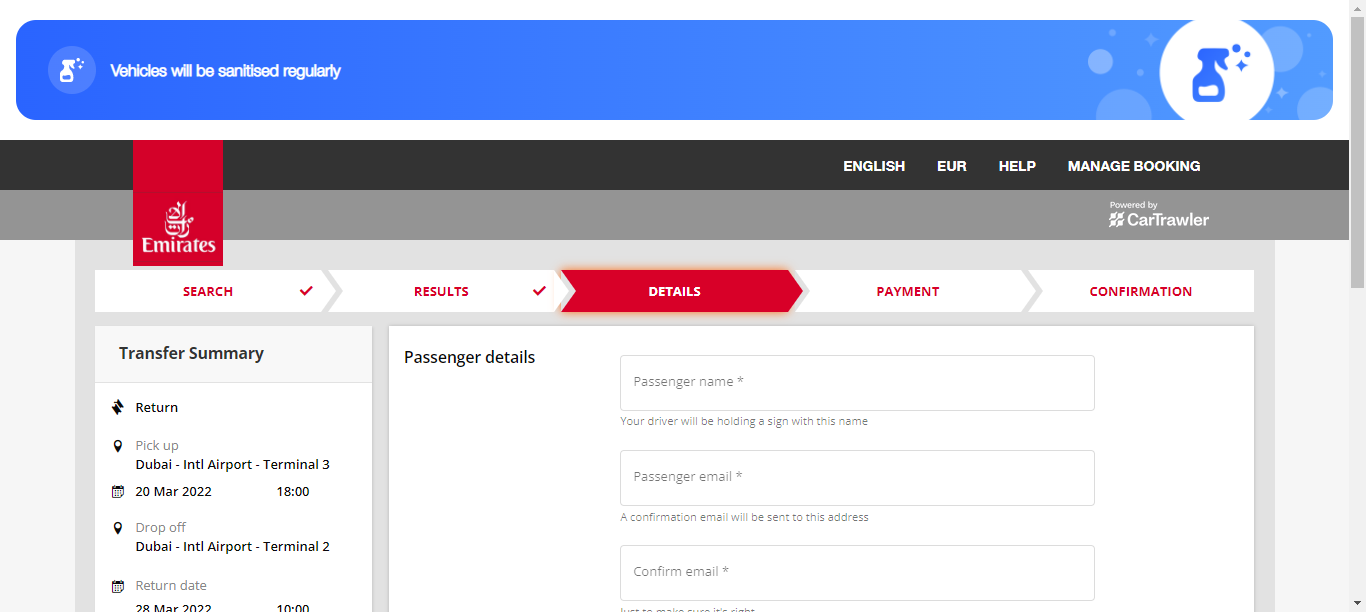 Vehicles will be sanitised regularly
ENGLISH EUR HELP MANAGE BOOKING
Powered by
CarTrawler
Emirates
SEARCH RESULTS DETAILS PAYMENT CONFIRMATION
Transfer Summary
Return
Pick up
Dubai - Intl Airport - Terminal 3
20 Mar 2022 18:00
Drop off
Dubai - Intl Airport - Terminal 2
Return date
28 Mar 2022 10:00
Passenger details
Passenger name *
Your driver will be holding a sign with this name
Passenger email *
A confirmation email will be sent to this address
Confirm email *
Just to make sure it's right